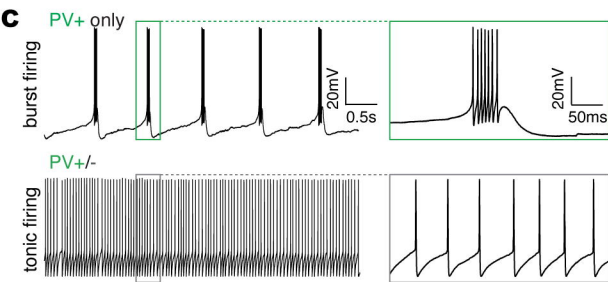 c
PV+ only
burst firing
20mV
0.5s
20mV
50ms
PV+/-
tonic firing